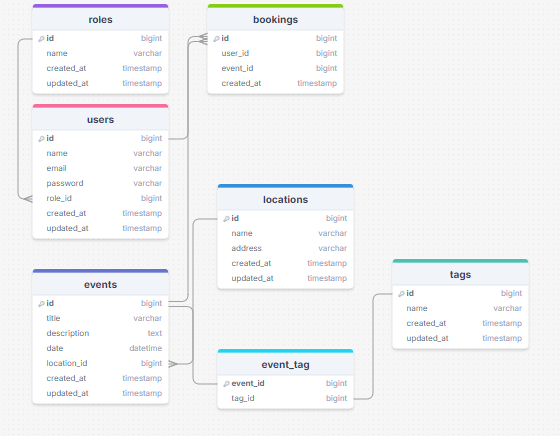 roles
id bigint
name varchar
created_at timestamp
updated_at timestamp
bookings
id bigint
user_id bigint
event_id bigint
created_at timestamp
users
id bigint
name varchar
email varchar
password varchar
role_id bigint
created_at timestamp
updated_at timestamp
locations
id bigint
name varchar
address varchar
created_at timestamp
updated_at timestamp
events
id bigint
title varchar
description text
date datetime
location_id bigint
created_at timestamp
updated_at timestamp
tags
id bigint
name varchar
created_at timestamp
updated_at timestamp
event_tag
event_id bigint
tag_id bigint